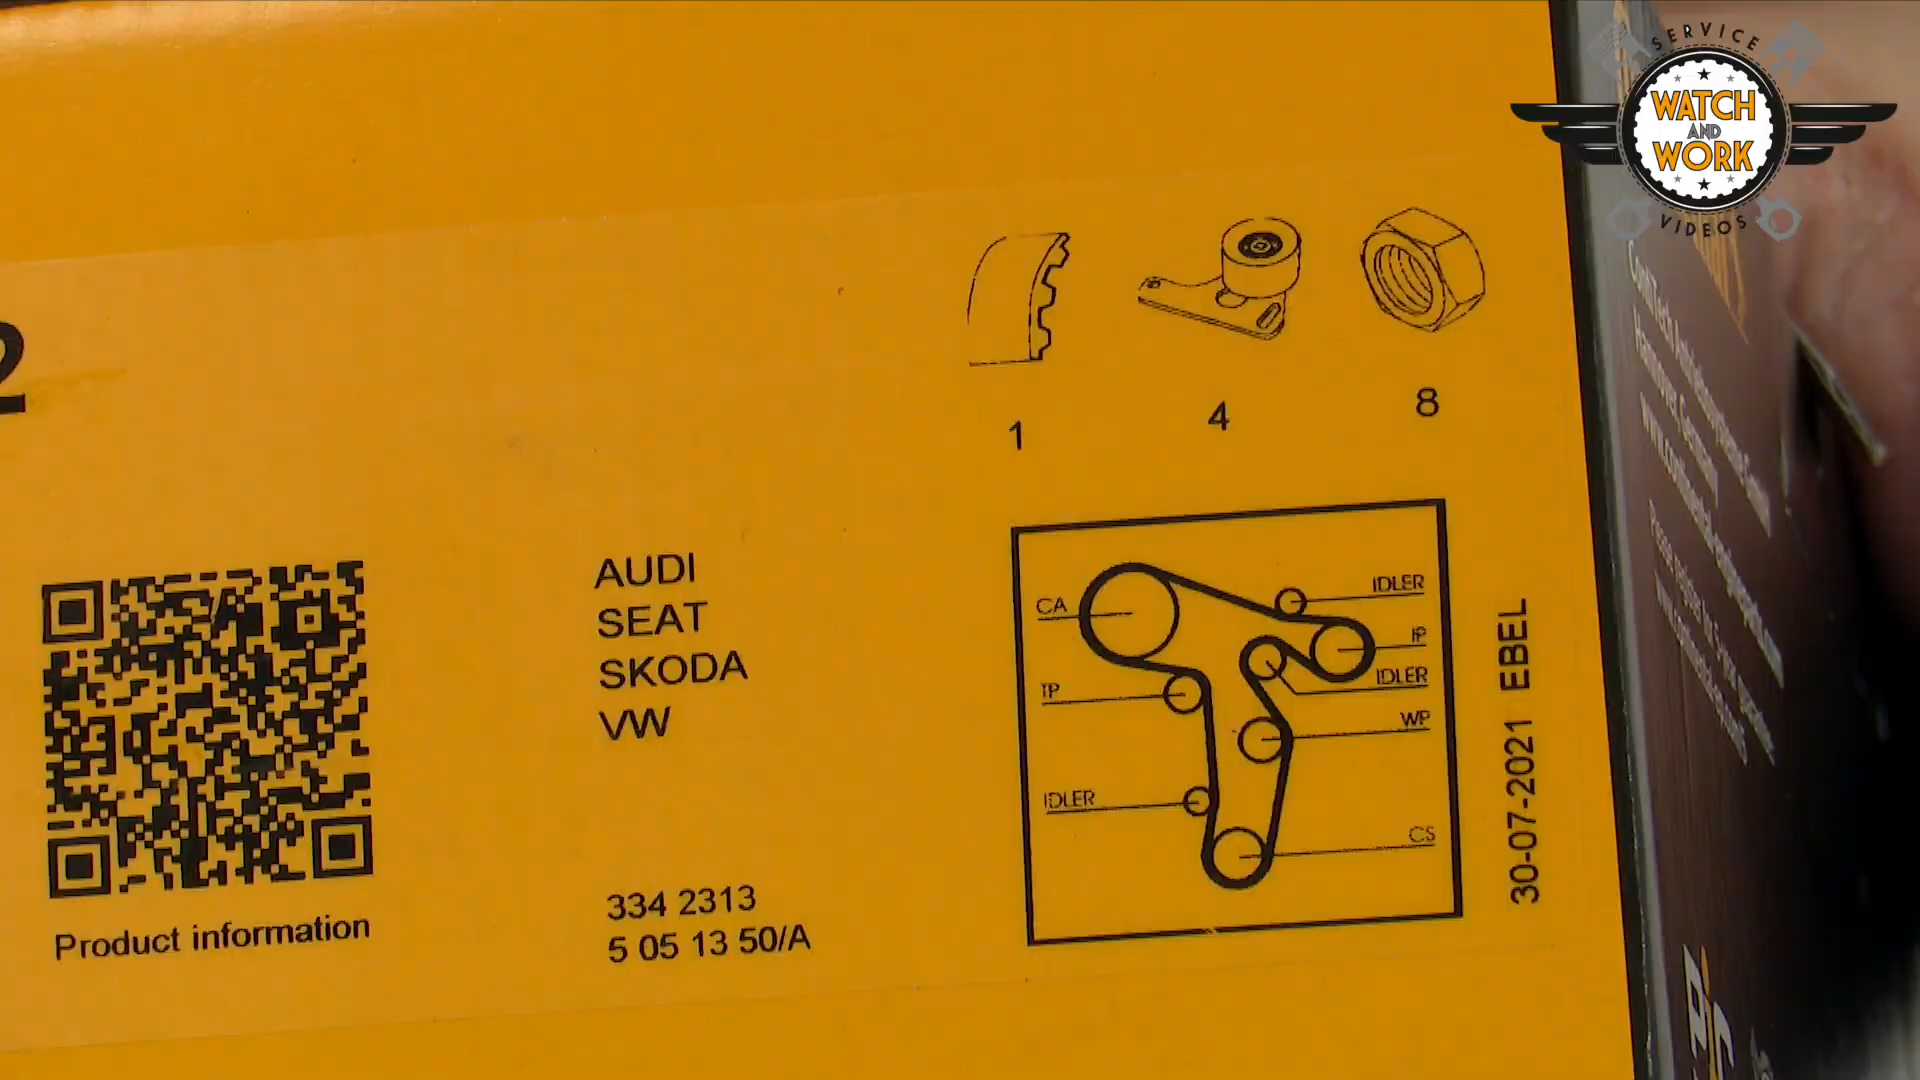 SERVICE
WATCH
AND
WORK
VIDEOS
2
1
4
8
AUDI
SEAT
SKODA
VW
334 2313
5 05 13 50/A
Product information
CA
TP
IDLER
IDLER
IP
IDLER
WP
CS
30-07-2021 EBEL